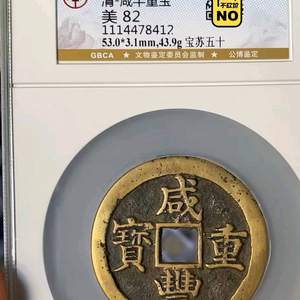 清·咸丰重宝
美 82
1114478412
53.0*3.1mm,43.9g 宝苏五十
GBCA ★ 文物鉴定委员会监制 ★ 公博鉴定
NO
咸
寶 重
豐